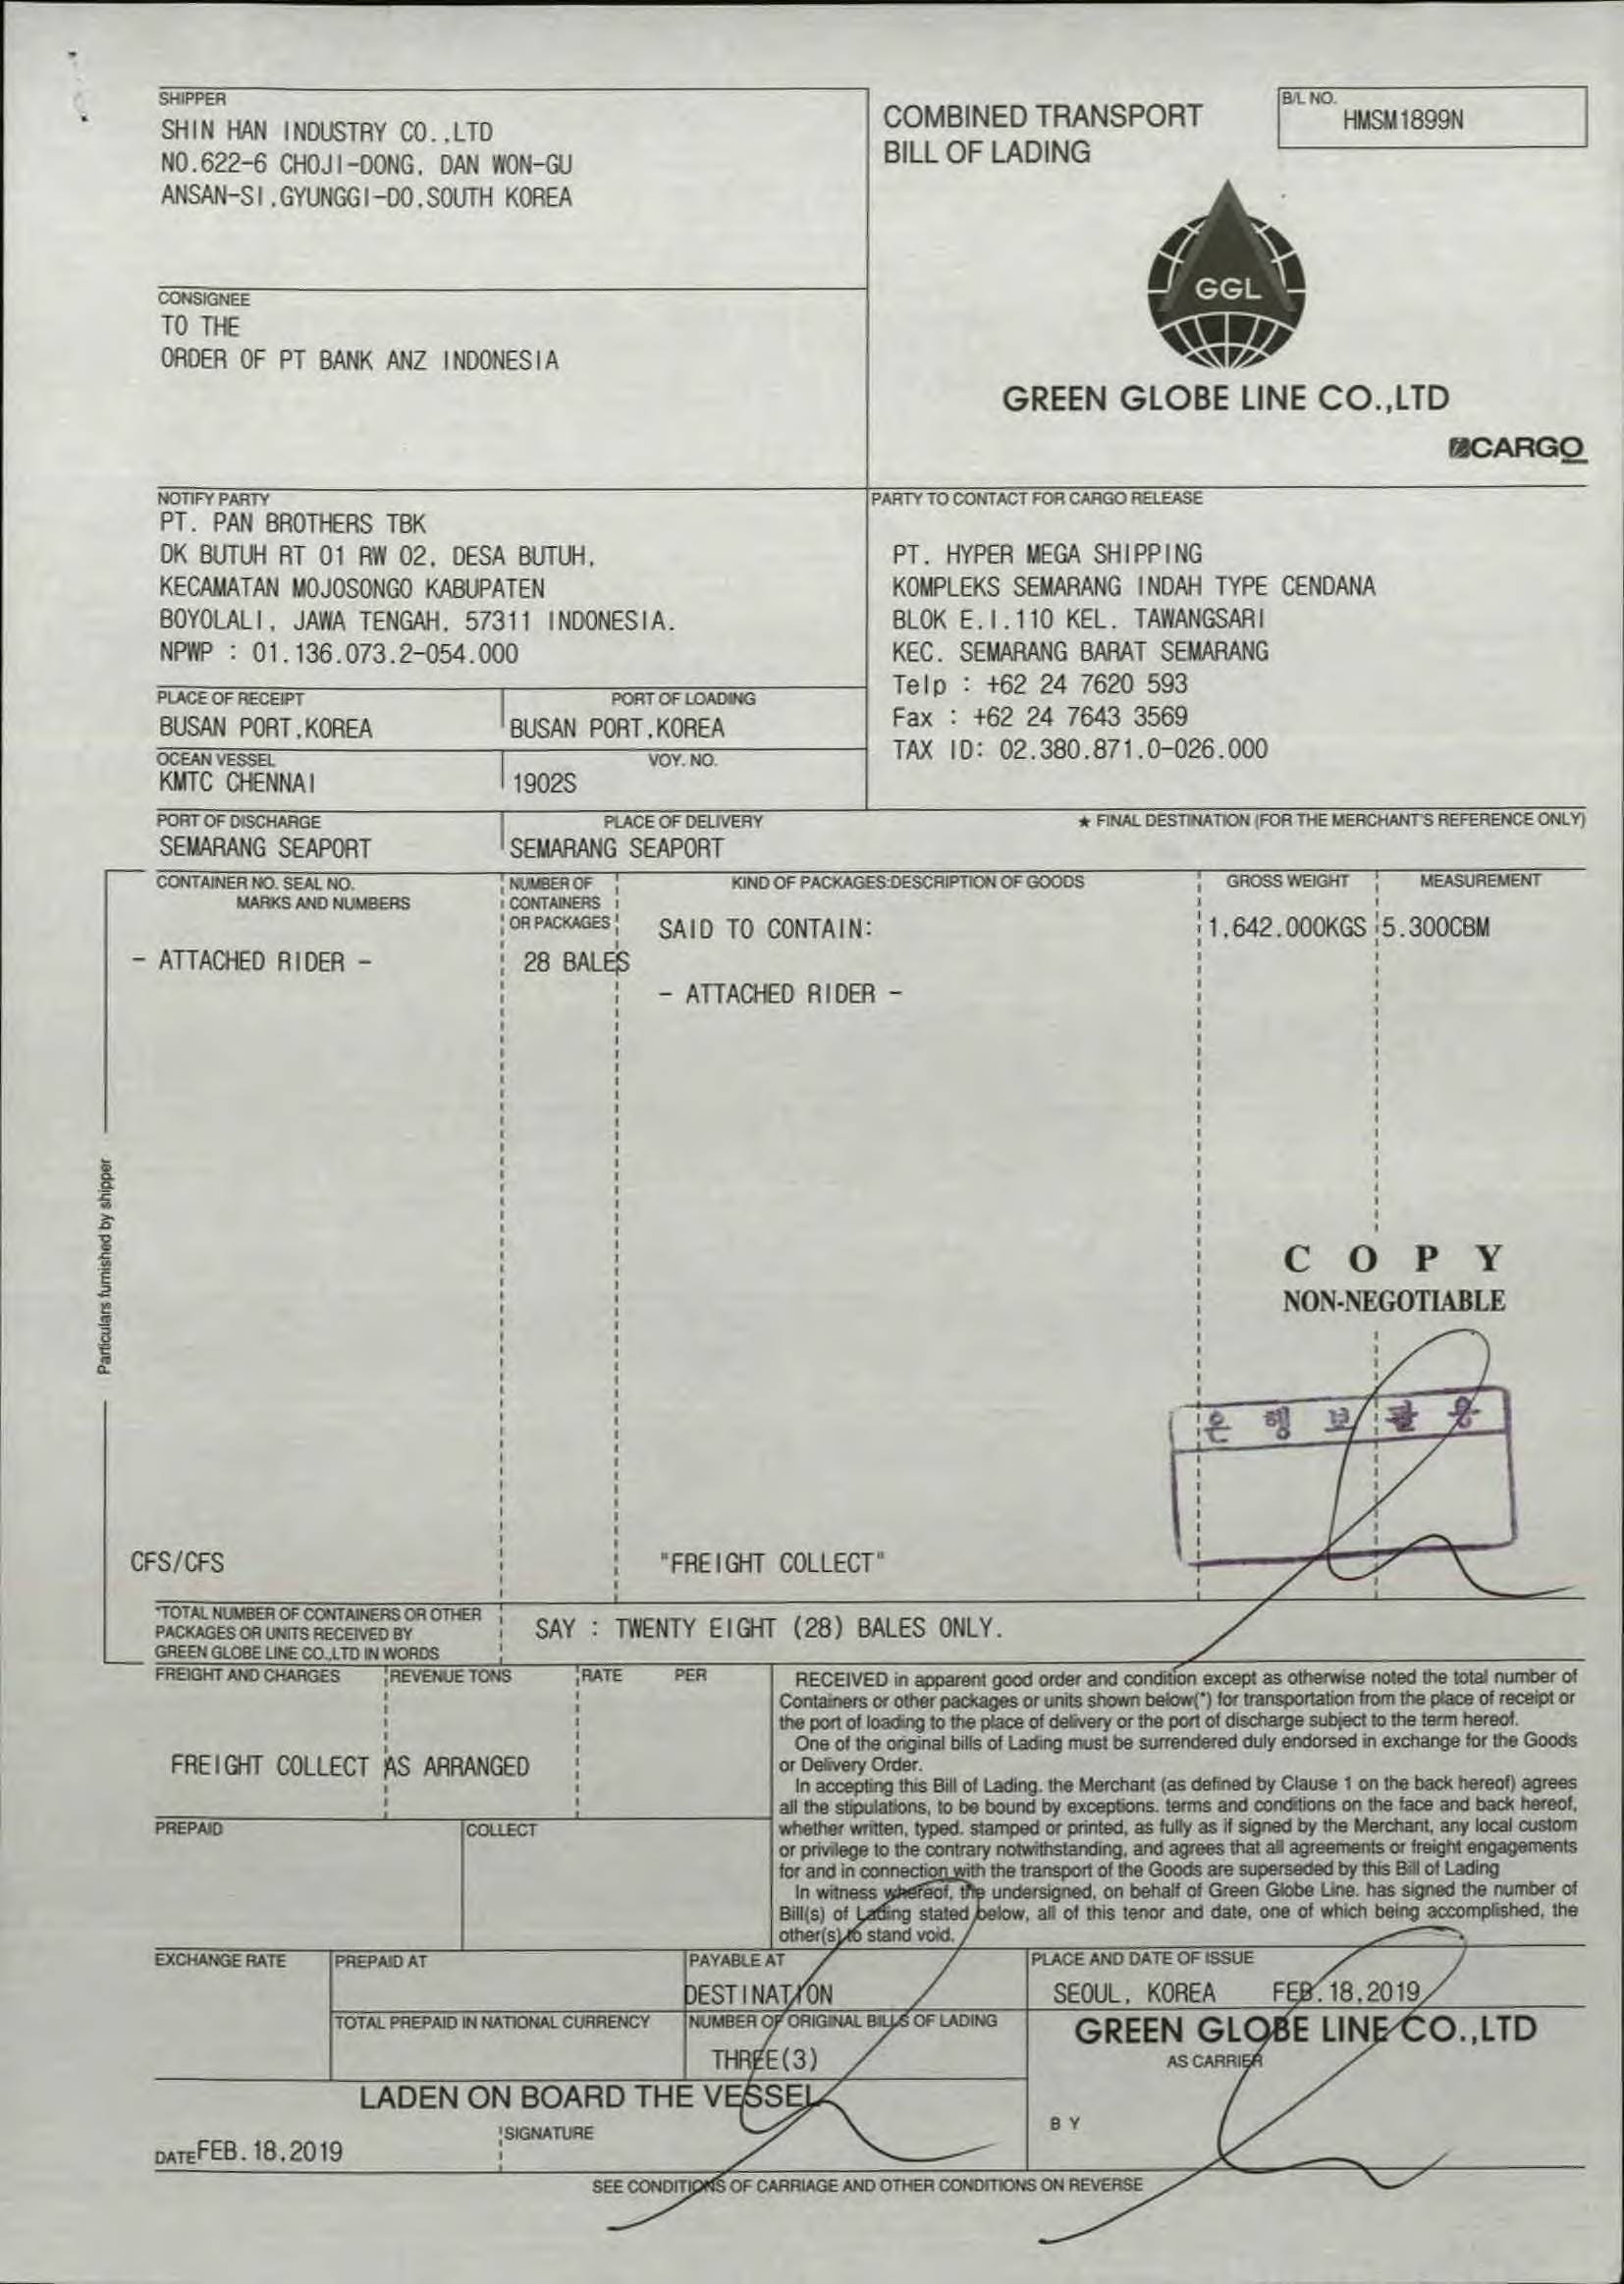 SHIPPER
SHIN HAN INDUSTRY CO.,LTD
NO.622-6 CHOJI-DONG, DAN WON-GU
ANSAN-SI,GYUNGGI-DO,SOUTH KOREA
COMBINED TRANSPORT
BILL OF LADING
B/L NO.
HMSM1899N
GGL
GREEN GLOBE LINE CO.,LTD
CARGO
CONSIGNEE
TO THE
ORDER OF PT BANK ANZ INDONESIA
NOTIFY PARTY
PT. PAN BROTHERS TBK
DK BUTUH RT 01 RW 02, DESA BUTUH,
KECAMATAN MOJOSONGO KABUPATEN
BOYOLALI, JAWA TENGAH, 57311 INDONESIA.
NPWP : 01.136.073.2-054.000
PARTY TO CONTACT FOR CARGO RELEASE
PT. HYPER MEGA SHIPPING
KOMPLEKS SEMARANG INDAH TYPE CENDANA
BLOK E.I.110 KEL. TAWANGSARI
KEC. SEMARANG BARAT SEMARANG
Telp : +62 24 7620 593
Fax : +62 24 7643 3569
TAX ID: 02.380.871.0-026.000
PLACE OF RECEIPT
BUSAN PORT,KOREA
PORT OF LOADING
BUSAN PORT,KOREA
OCEAN VESSEL
KMTC CHENNAI
VOY. NO.
1902S
PORT OF DISCHARGE
SEMARANG SEAPORT
PLACE OF DELIVERY
SEMARANG SEAPORT
★ FINAL DESTINATION (FOR THE MERCHANT'S REFERENCE ONLY)
CONTAINER NO. SEAL NO.
MARKS AND NUMBERS
NUMBER OF
CONTAINERS
OR PACKAGES
KIND OF PACKAGES:DESCRIPTION OF GOODS
GROSS WEIGHT
MEASUREMENT
- ATTACHED RIDER -
28 BALES
SAID TO CONTAIN:
- ATTACHED RIDER -
1,642.000KGS
5.300CBM
Particulars furnished by shipper
COPY
NON-NEGOTIABLE
은행보관용
CFS/CFS
"FREIGHT COLLECT"
*TOTAL NUMBER OF CONTAINERS OR OTHER
PACKAGES OR UNITS RECEIVED BY
GREEN GLOBE LINE CO.,LTD IN WORDS
SAY : TWENTY EIGHT (28) BALES ONLY.
FREIGHT AND CHARGES
REVENUE TONS
RATE
PER
FREIGHT COLLECT AS ARRANGED
PREPAID
COLLECT
RECEIVED in apparent good order and condition except as otherwise noted the total number of
Containers or other packages or units shown below(*) for transportation from the place of receipt or
the port of loading to the place of delivery or the port of discharge subject to the term hereof.
One of the original bills of Lading must be surrendered duly endorsed in exchange for the Goods
or Delivery Order.
In accepting this Bill of Lading. the Merchant (as defined by Clause 1 on the back hereof) agrees
all the stipulations, to be bound by exceptions. terms and conditions on the face and back hereof,
whether written, typed. stamped or printed, as fully as if signed by the Merchant, any local custom
or privilege to the contrary notwithstanding, and agrees that all agreements or freight engagements
for and in connection with the transport of the Goods are superseded by this Bill of Lading
In witness whereof, the undersigned, on behalf of Green Globe Line. has signed the number of
Bill(s) of Lading stated below, all of this tenor and date, one of which being accomplished, the
other(s) to stand void.
EXCHANGE RATE
PREPAID AT
PAYABLE AT
DESTINATION
PLACE AND DATE OF ISSUE
SEOUL, KOREA FEB.18,2019
TOTAL PREPAID IN NATIONAL CURRENCY
NUMBER OF ORIGINAL BILLS OF LADING
THREE(3)
GREEN GLOBE LINE CO.,LTD
AS CARRIER
BY
LADEN ON BOARD THE VESSEL
DATE FEB.18,2019
SIGNATURE
SEE CONDITIONS OF CARRIAGE AND OTHER CONDITIONS ON REVERSE